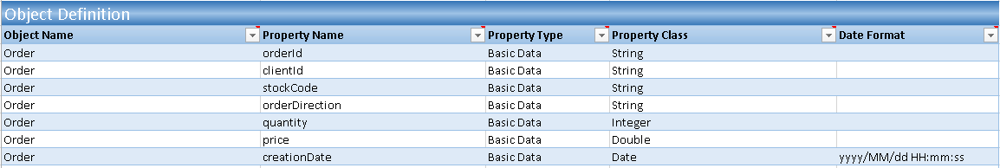 Object Definition
Object Name Property Name Property Type Property Class Date Format
Order orderId Basic Data String
Order clientId Basic Data String
Order stockCode Basic Data String
Order orderDirection Basic Data String
Order quantity Basic Data Integer
Order price Basic Data Double
Order creationDate Basic Data Date yyyy/MM/dd HH:mm:ss